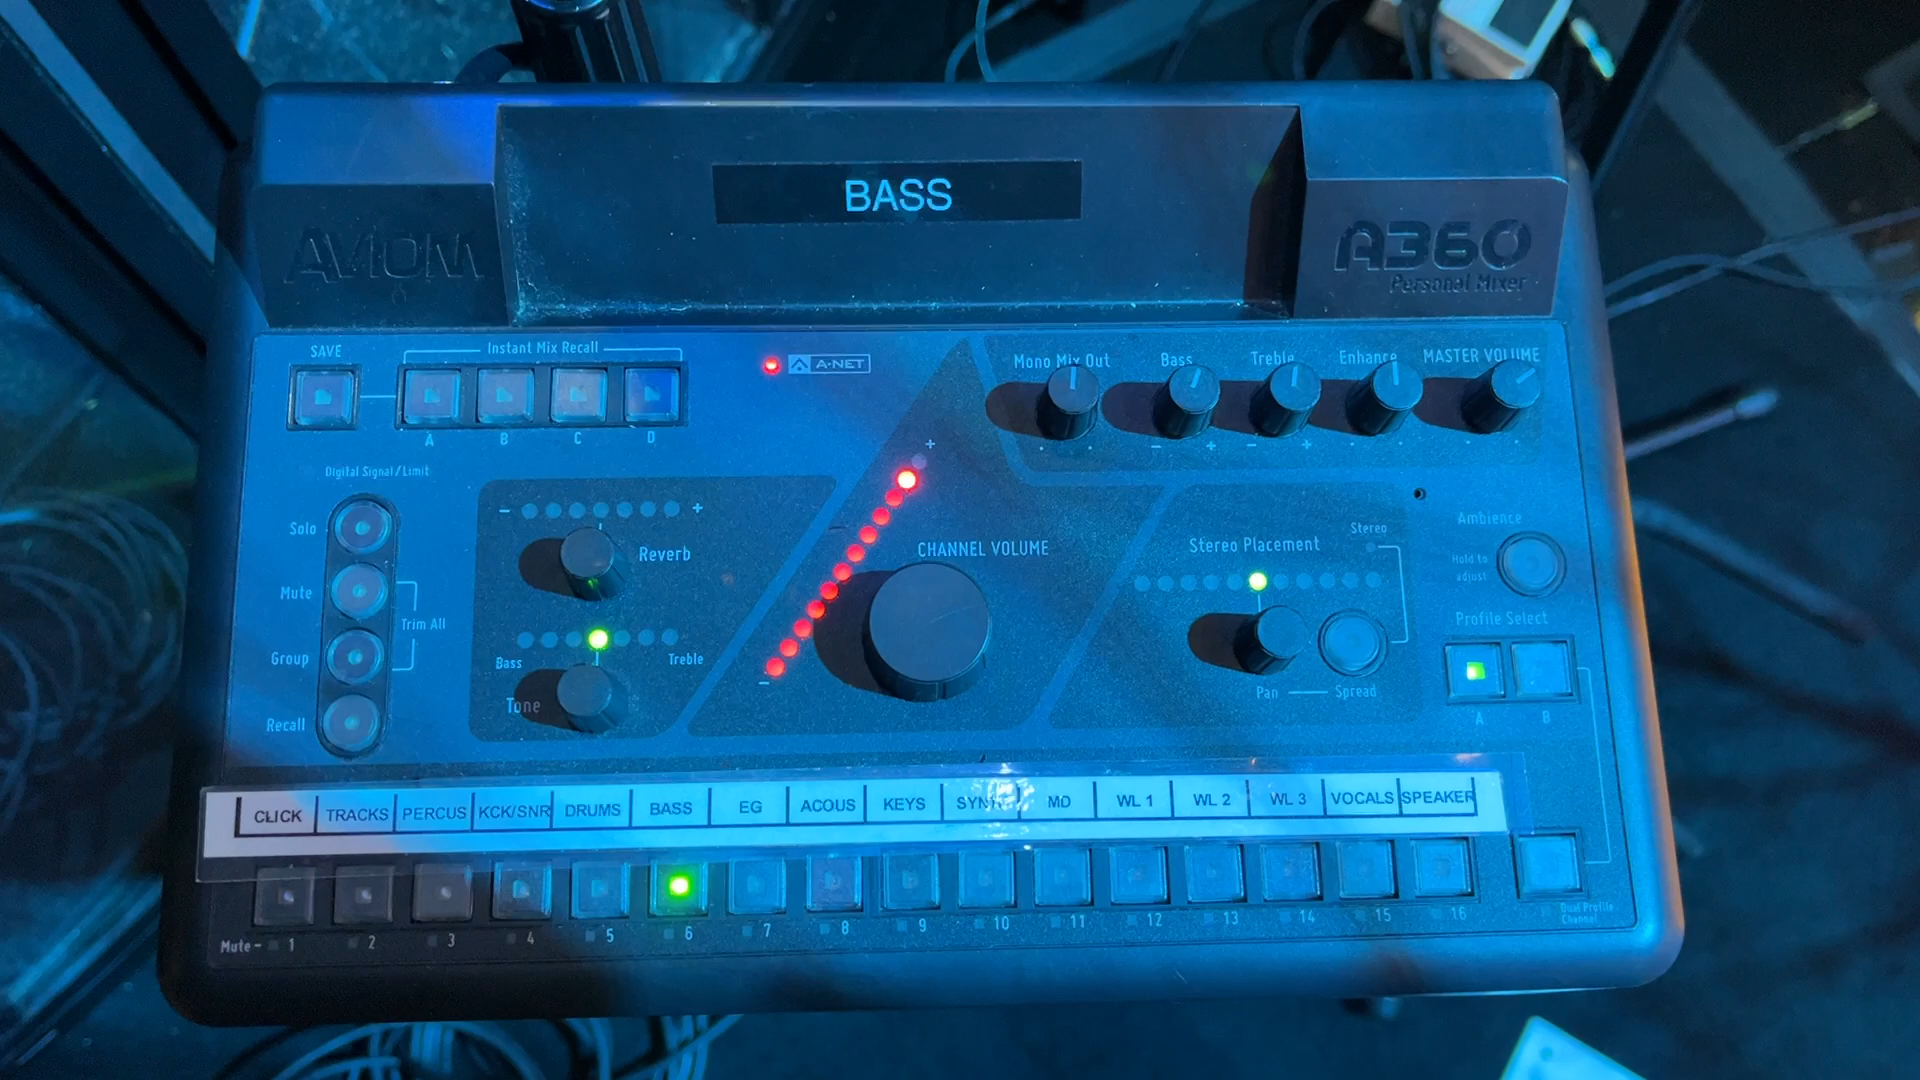 BASS
AVIOM
A360
Personal Mixer
SAVE
Instant Mix Recall
A B C D
A-NET
Mono Mix Out
Bass
Treble
Enhance
MASTER VOLUME
- +
- +
Digital Signal/Limit
Solo
Mute
Group
Trim All
Recall
- +
Reverb
Bass
Treble
Tone
+
CHANNEL VOLUME
-
Stereo
Stereo Placement
Pan
Spread
Ambience
Hold to
adjust
Profile Select
A B
CLICK TRACKS PERCUS KCK/SNR DRUMS BASS EG ACOUS KEYS SYNTH MD WL 1 WL 2 WL 3 VOCALS SPEAKER
Mute- 1 2 3 4 5 6 7 8 9 10 11 12 13 14 15 16
Dual Profile
Channel